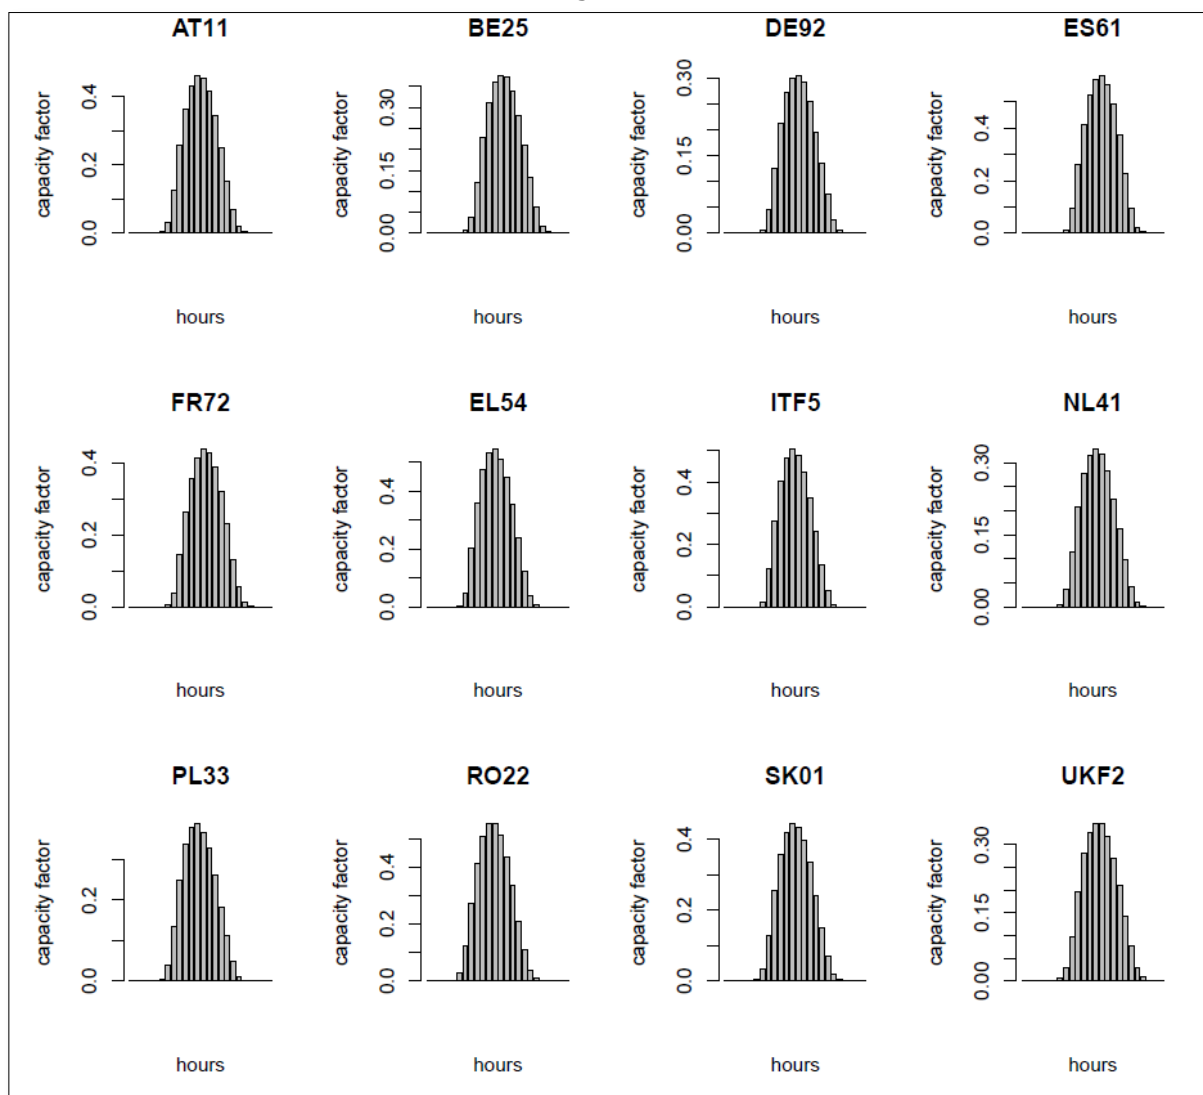 AT11 BE25 DE92 ES61
capacity factor capacity factor capacity factor capacity factor
0.4 0.30 0.30 0.4
0.2 0.15 0.15 0.2
0.0 0.00 0.00 0.0
hours hours hours hours
FR72 EL54 ITF5 NL41
capacity factor capacity factor capacity factor capacity factor
0.4 0.4 0.4 0.30
0.2 0.2 0.2 0.15
0.0 0.0 0.0 0.00
hours hours hours hours
PL33 RO22 SK01 UKF2
capacity factor capacity factor capacity factor capacity factor
0.2 0.4 0.4 0.30
0.0 0.2 0.2 0.15
0.0 0.0 0.00
hours hours hours hours